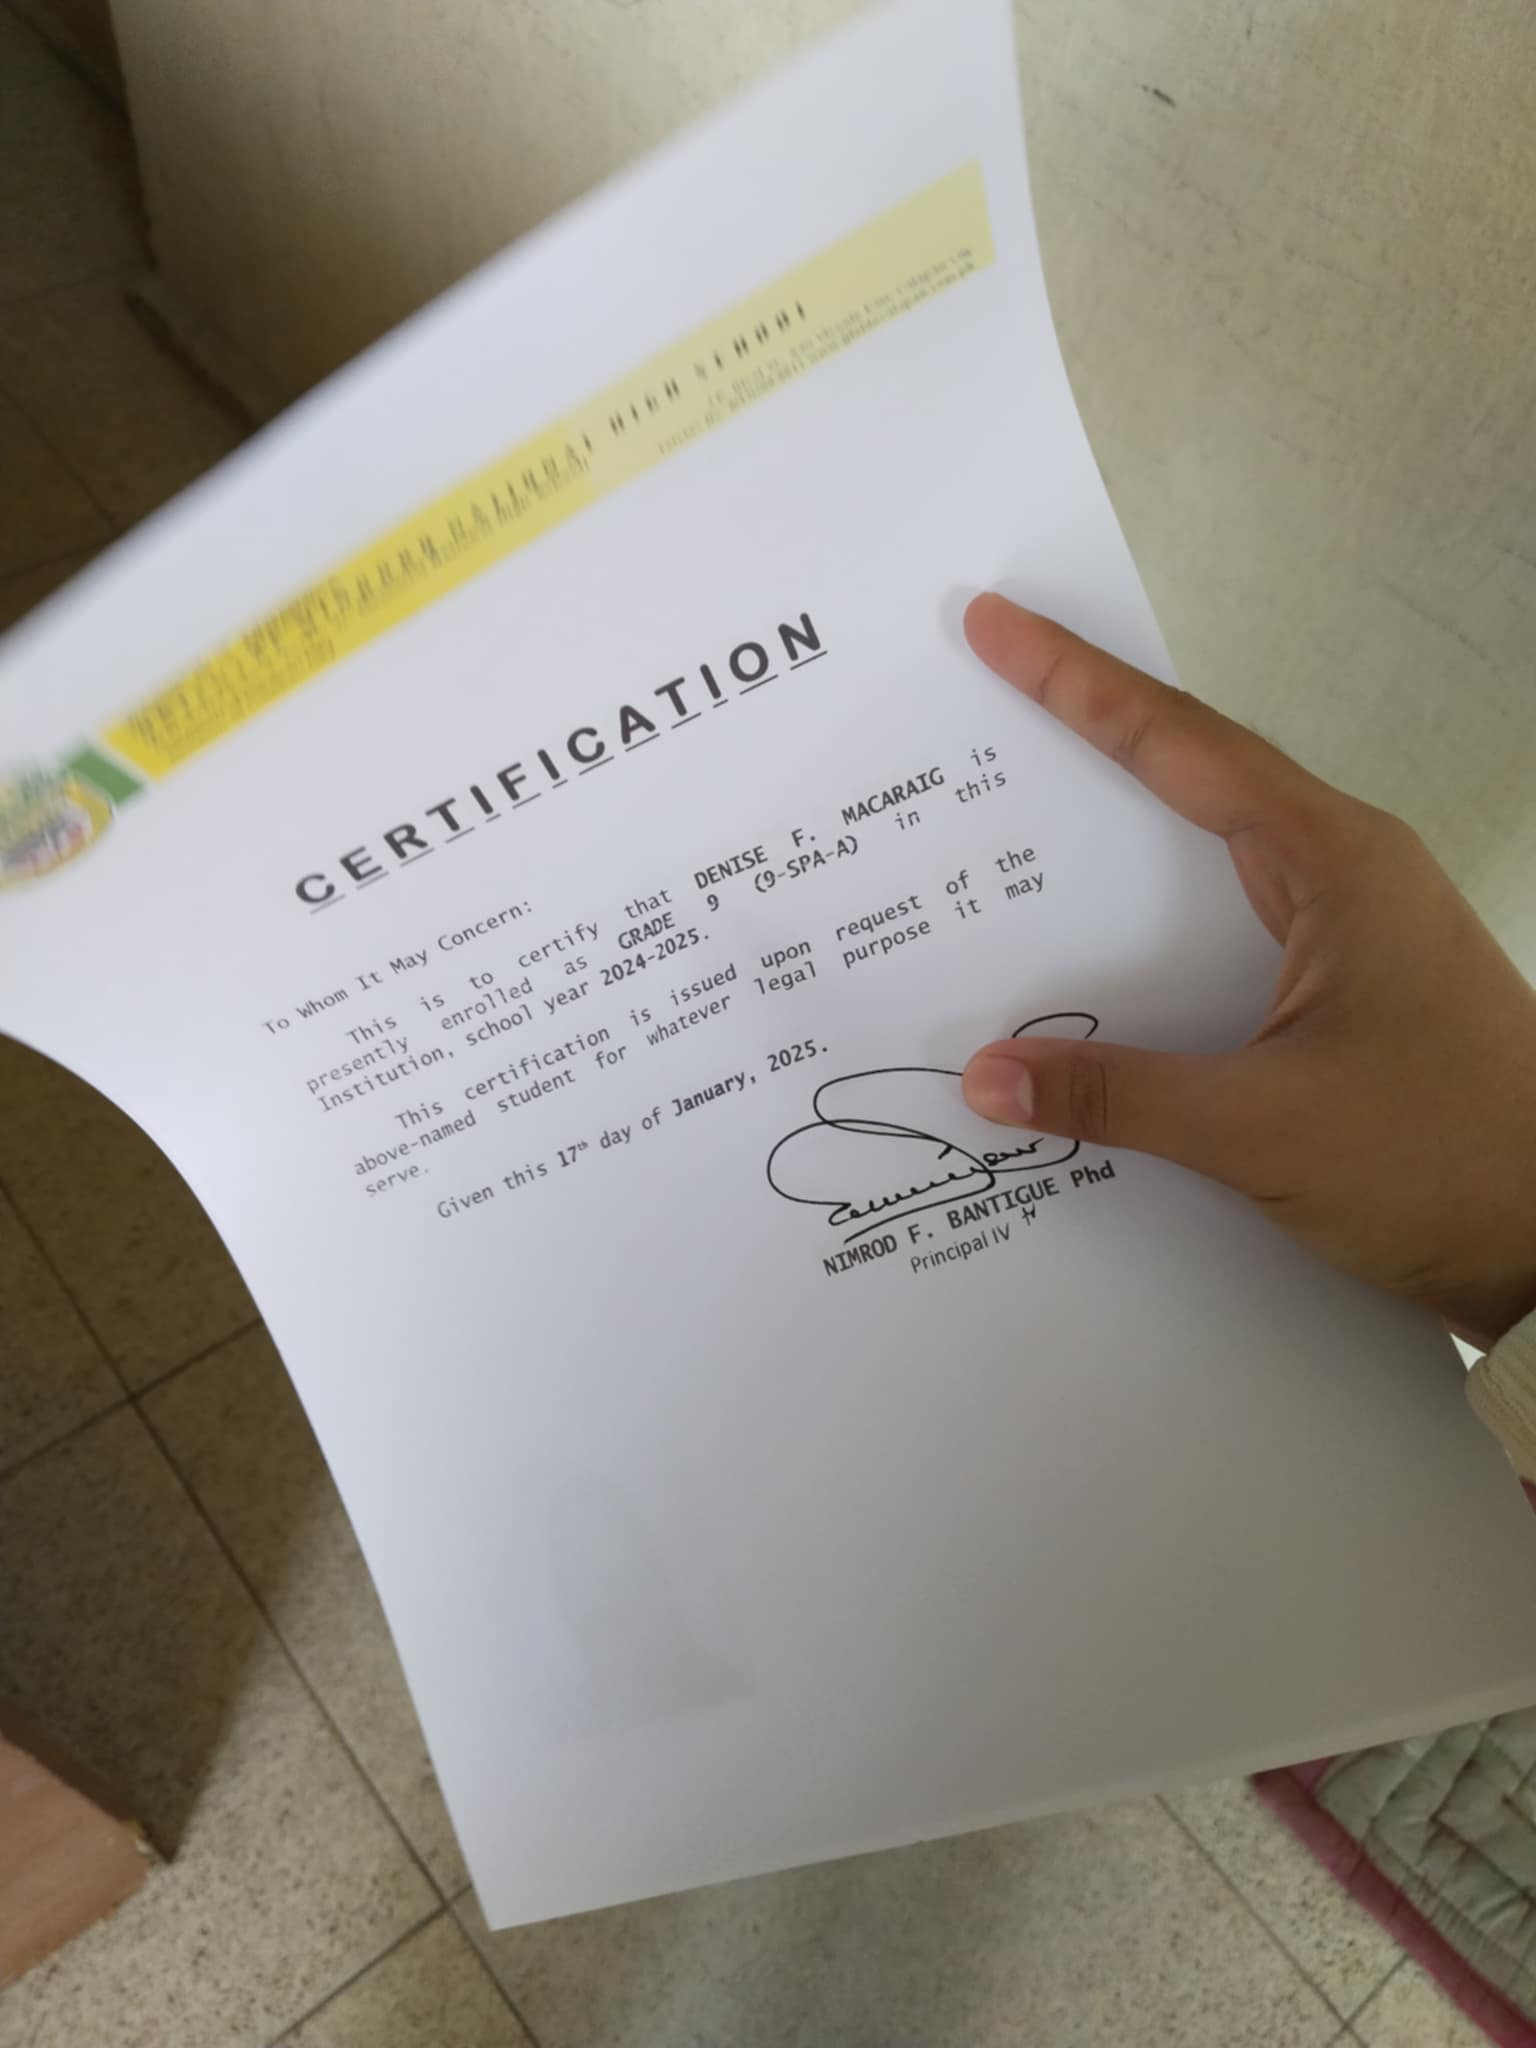 NATIONAL HIGH SCHOOL
CERTIFICATION
To Whom It May Concern:
This is to certify that DENISE F. MACARAIG is
presently enrolled as GRADE 9 (9-SPA-A) in this
Institution, school year 2024-2025.
This certification is issued upon request of the
above-named student for whatever legal purpose it may
serve.
Given this 17th day of January, 2025.
NIMROD F. BANTIGUE Phd
Principal IV